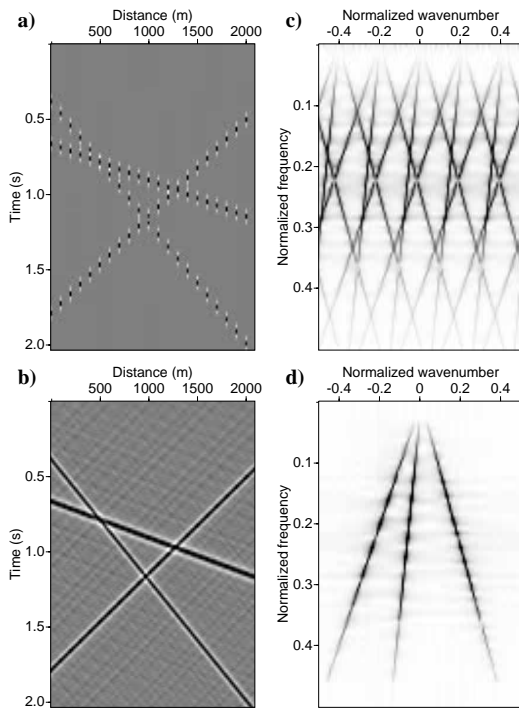 a)
Distance (m)
500 1000 1500 2000
Time (s)
0.5
1.0
1.5
2.0
c)
Normalized wavenumber
-0.4 -0.2 0 0.2 0.4
Normalized frequency
0.1
0.2
0.3
0.4
b)
Distance (m)
500 1000 1500 2000
Time (s)
0.5
1.0
1.5
2.0
d)
Normalized wavenumber
-0.4 -0.2 0 0.2 0.4
Normalized frequency
0.1
0.2
0.3
0.4